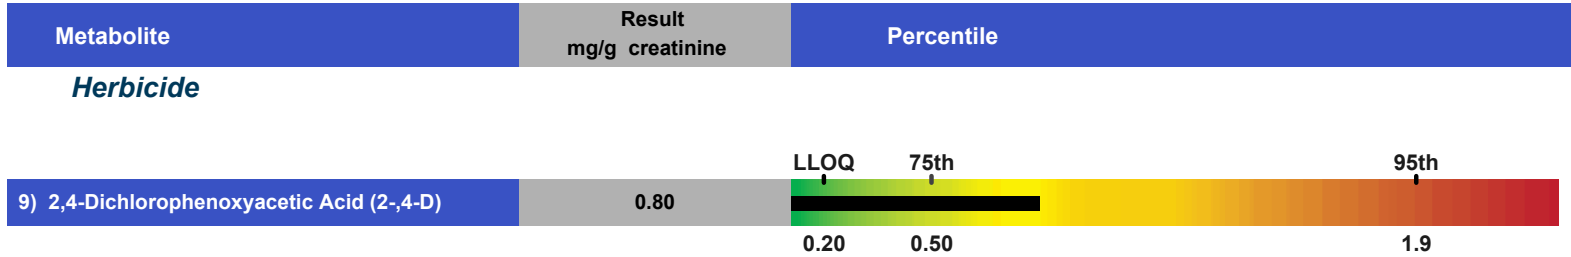 Metabolite
Result
mg/g creatinine
Percentile
Herbicide
LLOQ 75th 95th
9) 2,4-Dichlorophenoxyacetic Acid (2-,4-D) 0.80
0.20 0.50 1.9